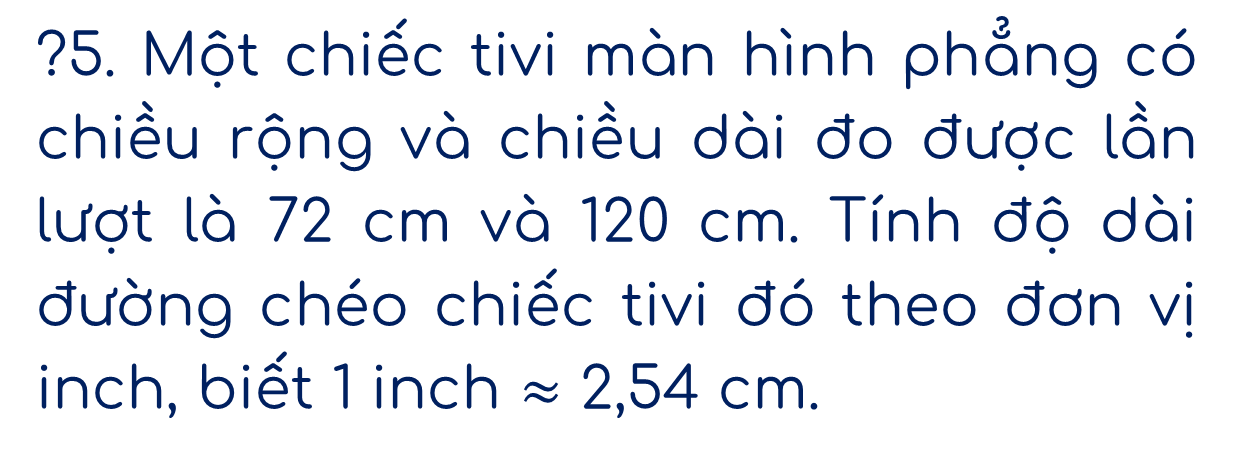 ?5. Một chiếc tivi màn hình phẳng có
chiều rộng và chiều dài đo được lần
lượt là 72 cm và 120 cm. Tính độ dài
đường chéo chiếc tivi đó theo đơn vị
inch, biết 1 inch ≈ 2,54 cm.